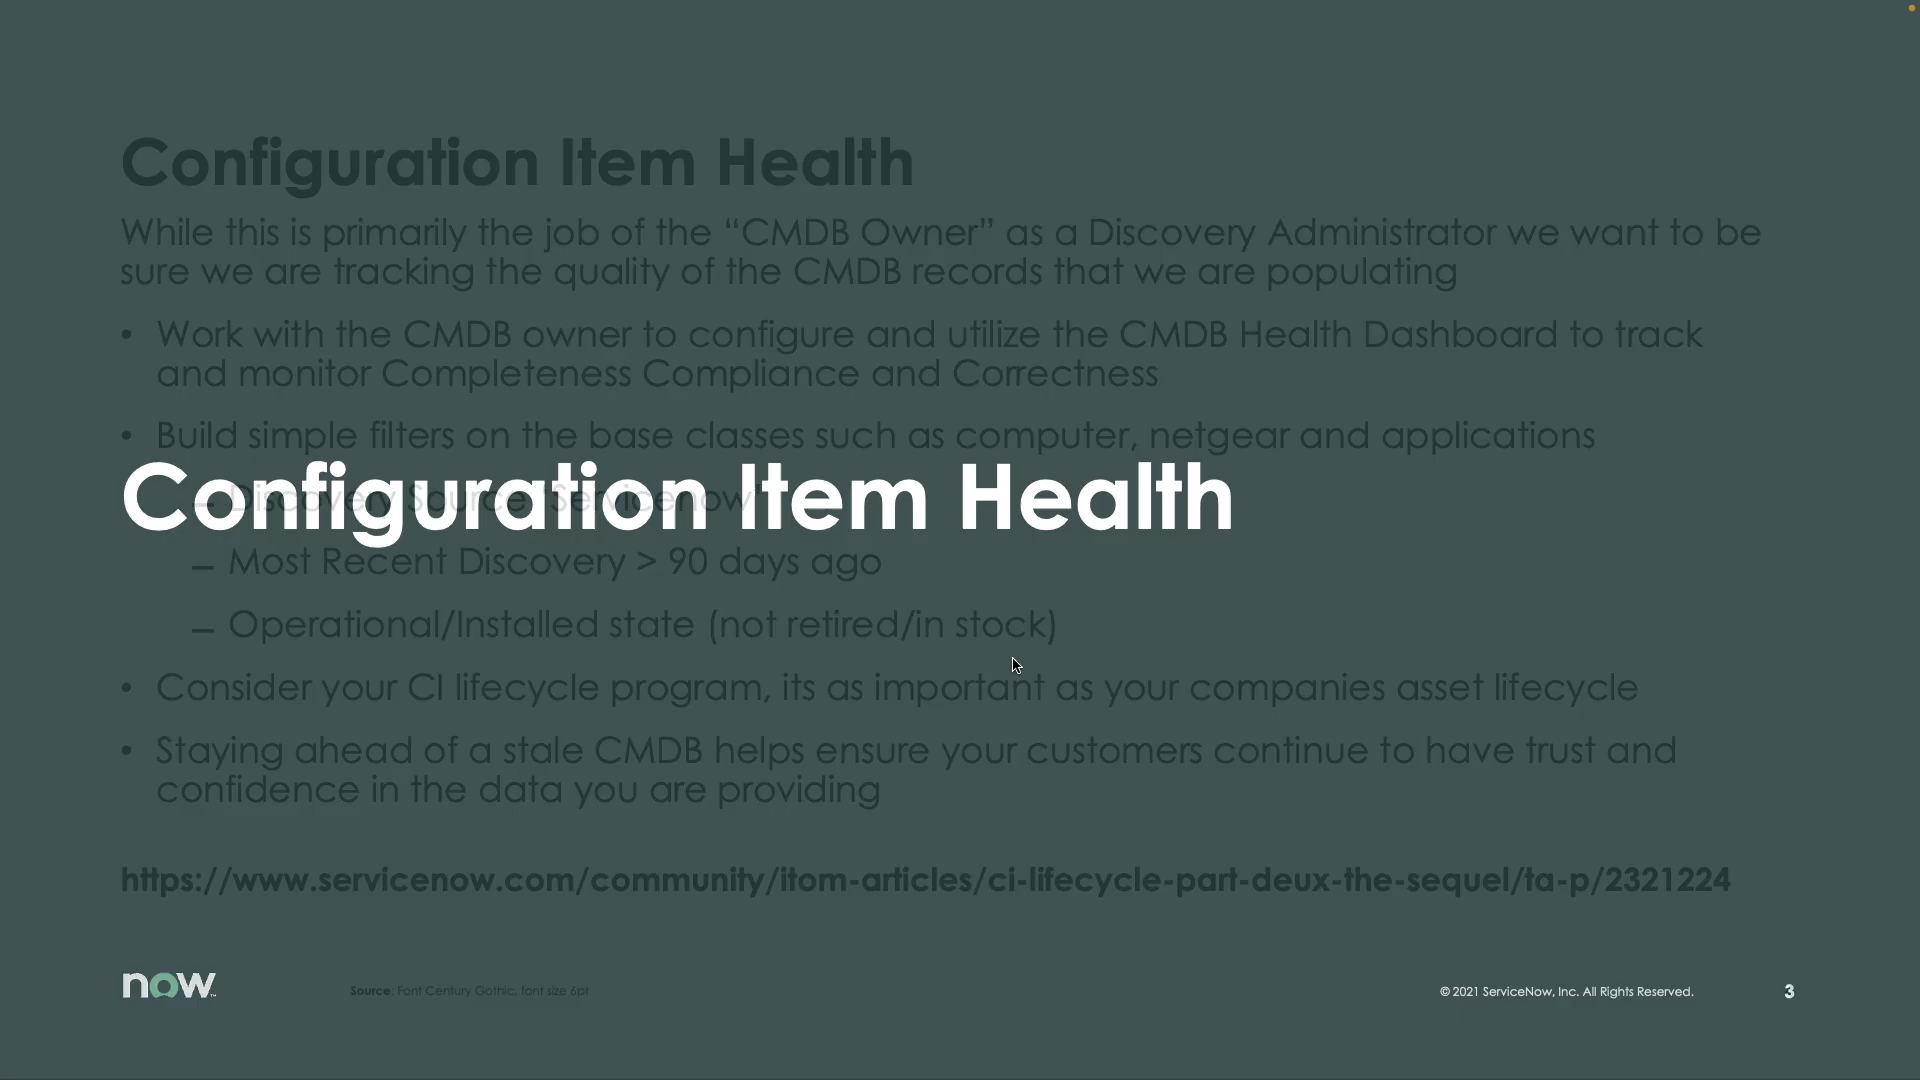 Configuration Item Health
While this is primarily the job of the “CMDB Owner” as a Discovery Administrator we want to be
sure we are tracking the quality of the CMDB records that we are populating
• Work with the CMDB owner to configure and utilize the CMDB Health Dashboard to track
and monitor Completeness Compliance and Correctness
• Build simple filters on the base classes such as computer, netgear and applications
Configuration Item Health
– Discovery Source "Servicenow"
– Most Recent Discovery > 90 days ago
– Operational/Installed state (not retired/in stock)
• Consider your CI lifecycle program, its as important as your companies asset lifecycle
• Staying ahead of a stale CMDB helps ensure your customers continue to have trust and
confidence in the data you are providing
https://www.servicenow.com/community/itom-articles/ci-lifecycle-part-deux-the-sequel/ta-p/2321224
now™
Source: Font Century Gothic, font size 6pt
© 2021 ServiceNow, Inc. All Rights Reserved.
3